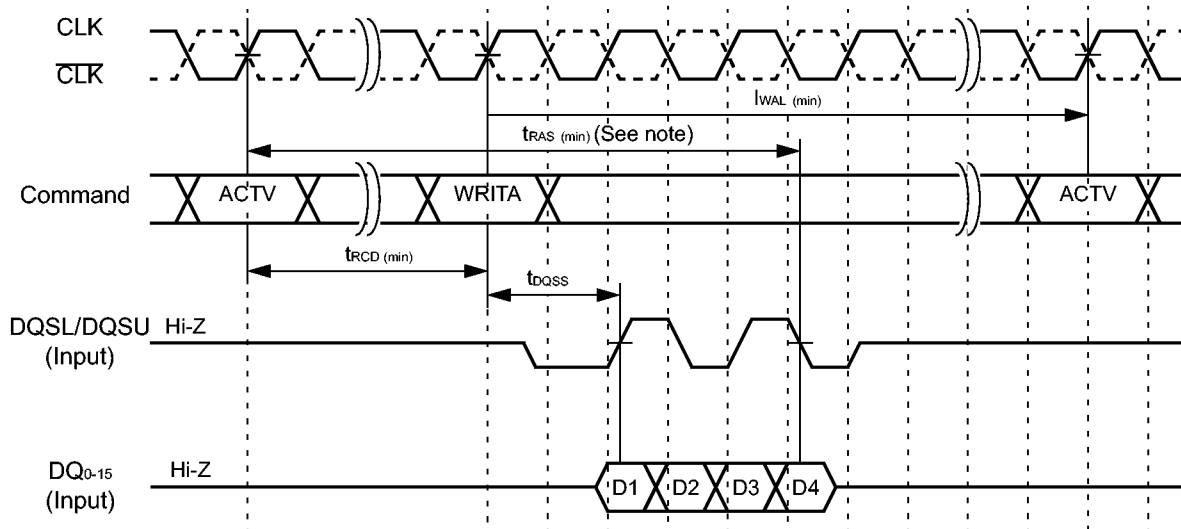 CLK
CLK
lWAL (min)
tRAS (min) (See note)
Command
ACTV
WRITA
ACTV
tRCD (min)
tDQSS
DQSL/DQSU
(Input)
Hi-Z
DQ0-15
(Input)
Hi-Z
D1
D2
D3
D4